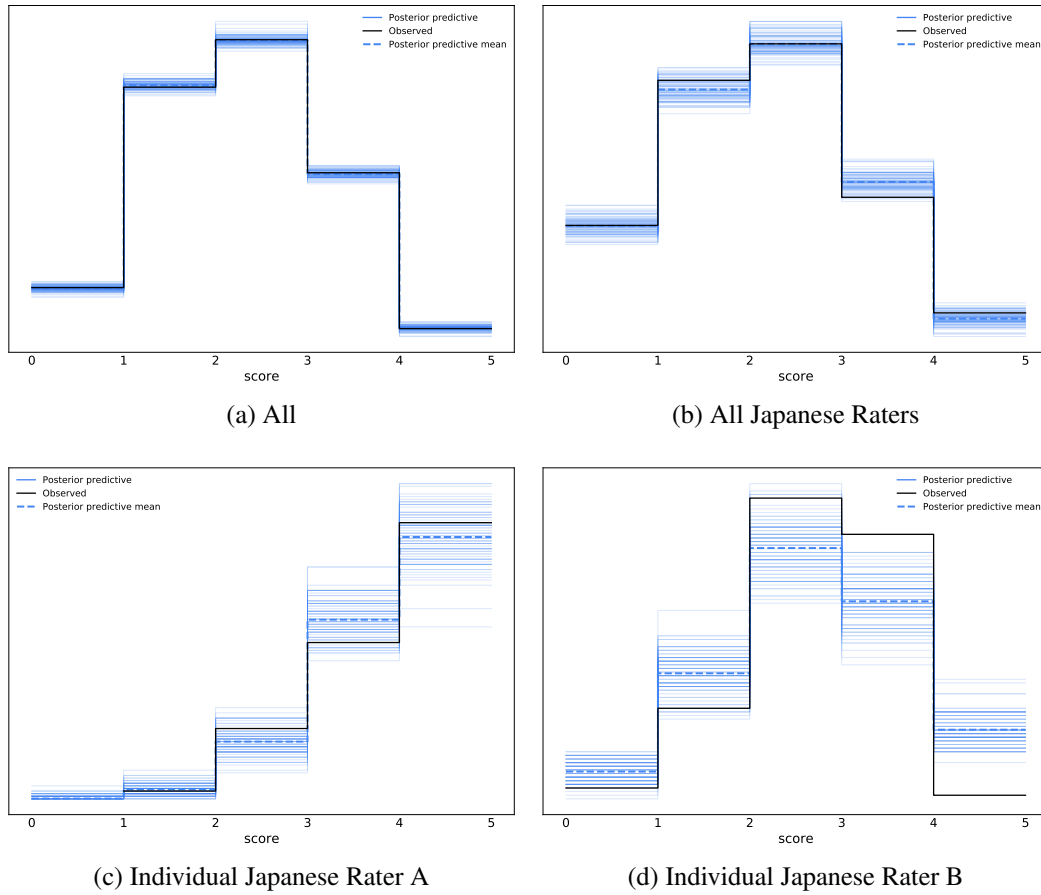 Posterior predictive
Observed
Posterior predictive mean
0 1 2 3 4 5
score
(a) All
Posterior predictive
Observed
Posterior predictive mean
0 1 2 3 4 5
score
(b) All Japanese Raters
Posterior predictive
Observed
Posterior predictive mean
0 1 2 3 4 5
score
(c) Individual Japanese Rater A
Posterior predictive
Observed
Posterior predictive mean
0 1 2 3 4 5
score
(d) Individual Japanese Rater B